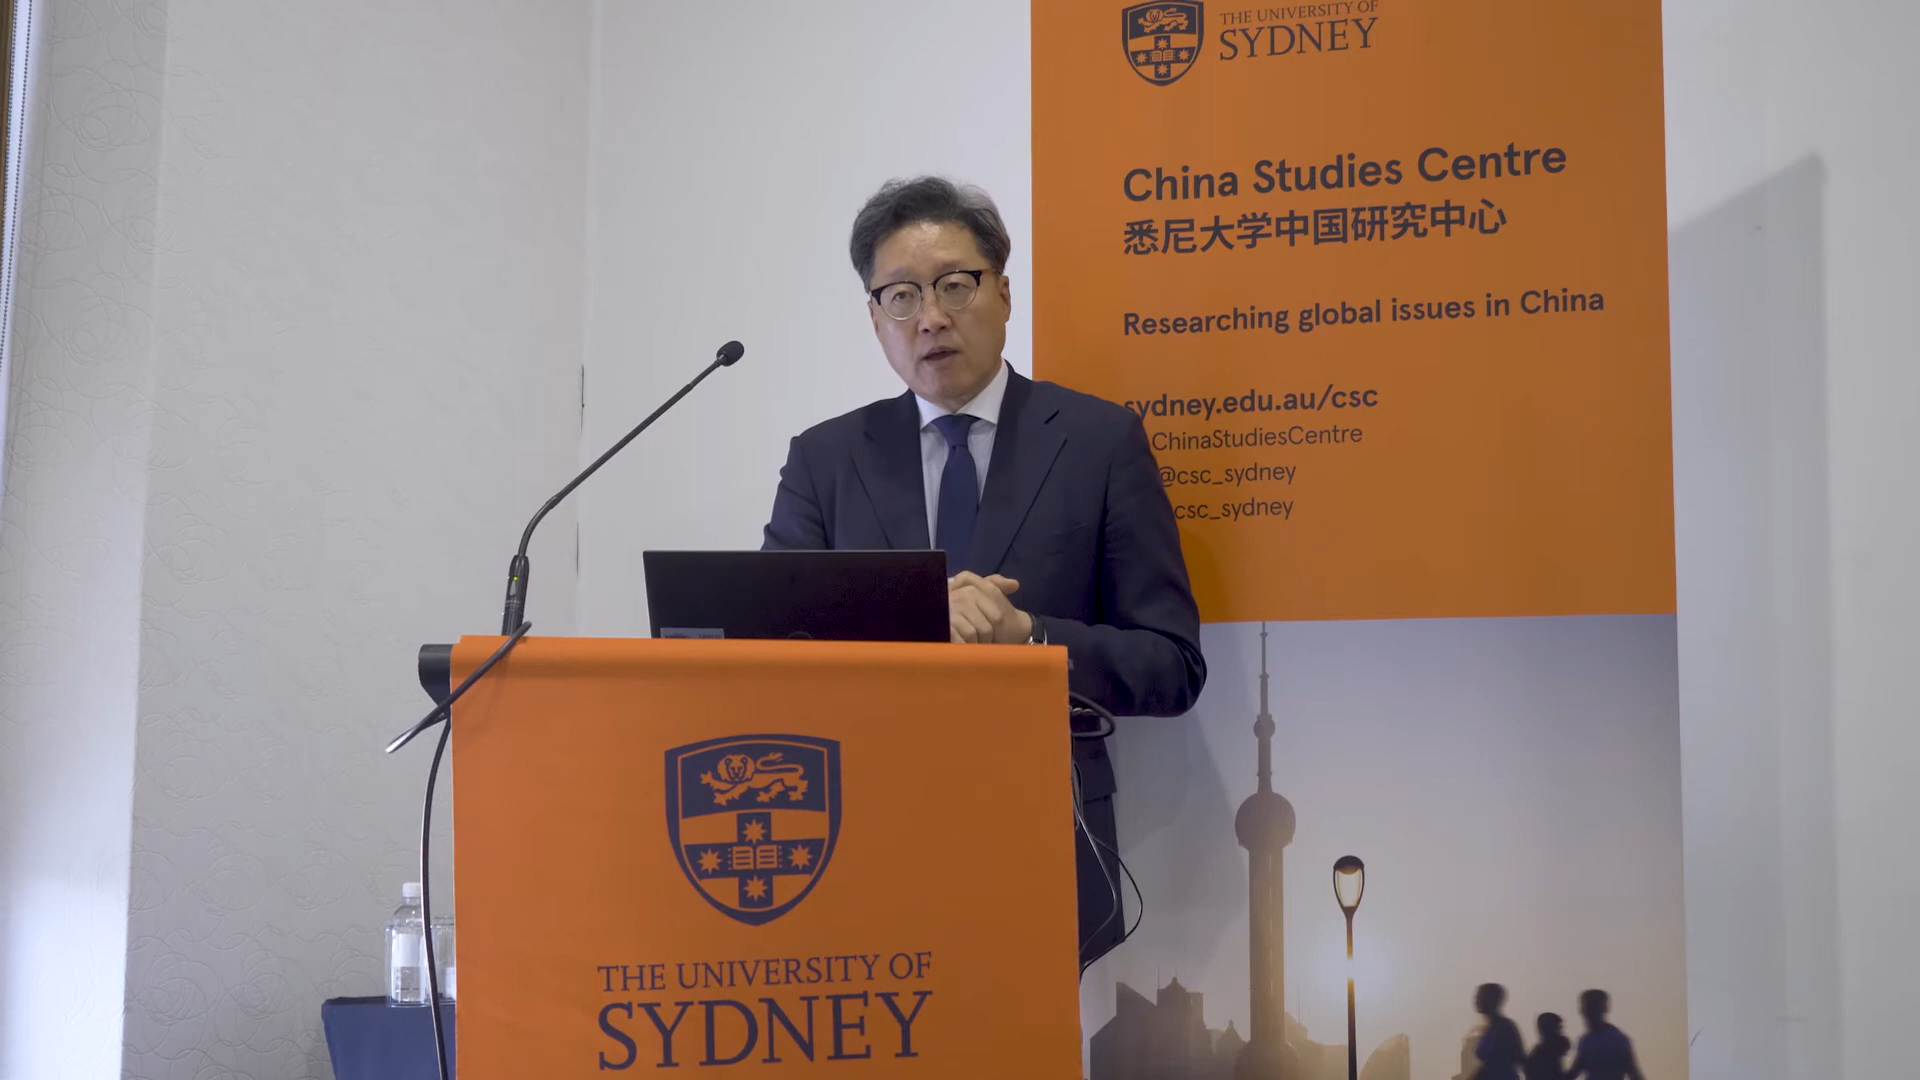 THE UNIVERSITY OF
SYDNEY
China Studies Centre
悉尼大学中国研究中心
Researching global issues in China
sydney.edu.au/csc
ChinaStudiesCentre
@csc_sydney
csc_sydney
THE UNIVERSITY OF
SYDNEY